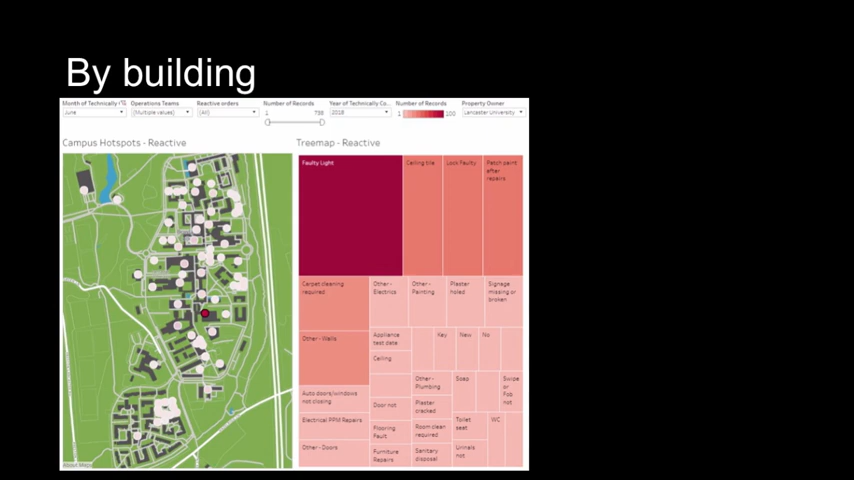 By building
Month of Technically
Operations Teams
Reactive orders
Number of Records
Year of Technically Co...
Number of Records
Property Owner
June
(Multiple values)
(All)
1
738
2018
1
100
Lancaster University
Campus Hotspots - Reactive
Treemap - Reactive
Faulty Light
Ceiling tile
Lock Faulty
Patch paint
after
repairs
Carpet cleaning
required
Other -
Electrics
Other -
Painting
Plaster
holed
Signage
missing or
broken
Other - Walls
Appliance
test data
Key
New
No
Ceiling
Auto doors/windows
not closing
Other -
Plumbing
Soap
Swipe
or
Fob
not
Door not
Plaster
cracked
Electrical PPM Repairs
Flooring
Fault
Room clean
required
Toilet
seat
WC
Other - Doors
Furniture
Repairs
Sanitary
disposal
Urinals
not
About Maps